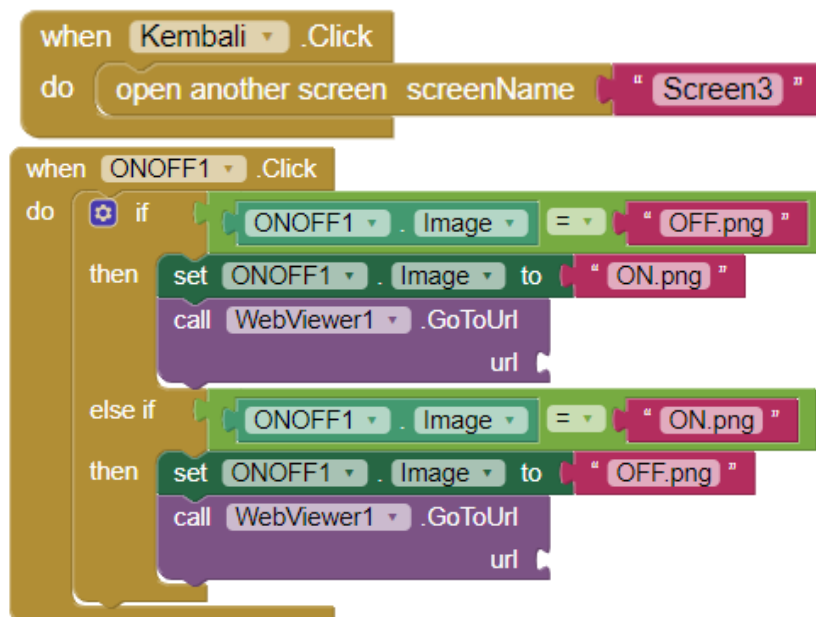 when Kembali .Click
do open another screen screenName " Screen3 "
when ONOFF1 .Click
do if ONOFF1 . Image = " OFF.png "
then set ONOFF1 . Image to " ON.png "
call WebViewer1 .GoToUrl
url
else if ONOFF1 . Image = " ON.png "
then set ONOFF1 . Image to " OFF.png "
call WebViewer1 .GoToUrl
url